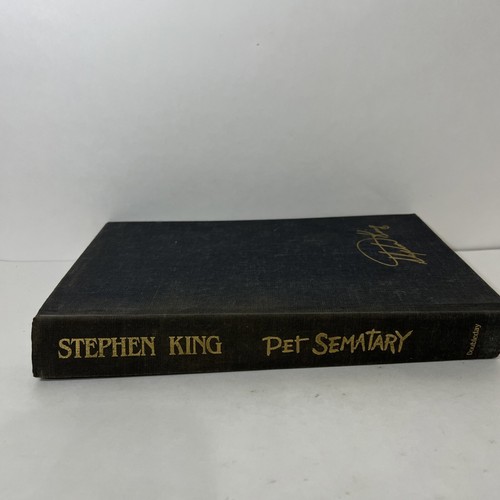 STEPHEN KING
PET SEMATARY
Doubleday